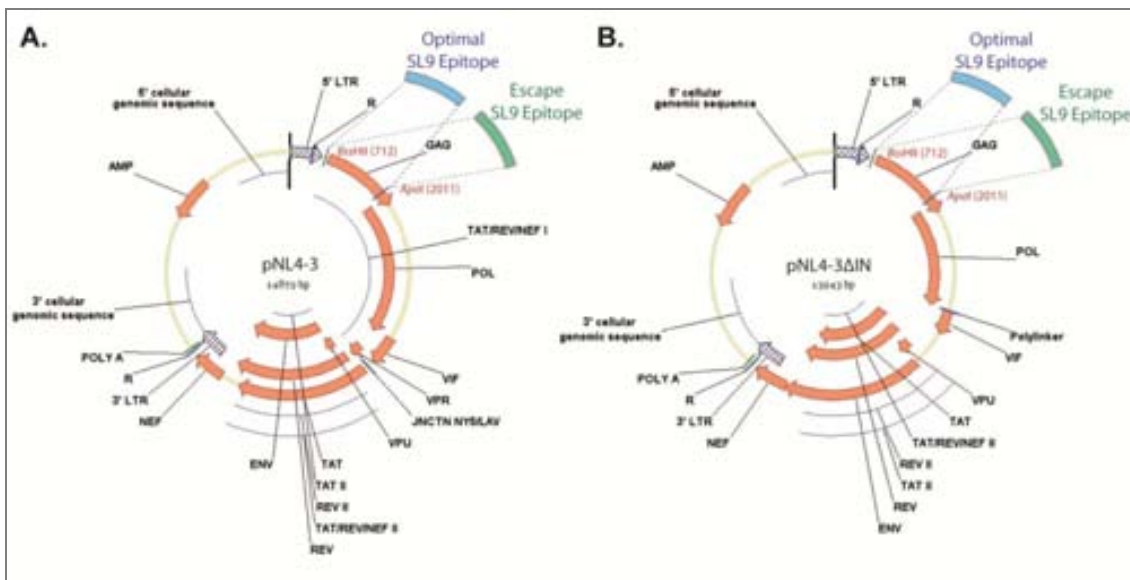 A.
Optimal
SL9 Epitope
Escape
SL9 Epitope
5' LTR
R
5' cellular
genomic sequence
GAG
BssHII (712)
ApoI (2011)
AMP
TAT/REV/NEF I
POL
pNL4-3
bp
3' cellular
genomic sequence
POLY A
R
3' LTR
NEF
VIF
VPR
JNCTN NY5/LAV
VPU
ENV
TAT
TAT II
REV II
TAT/REV/NEF II
REV
B.
Optimal
SL9 Epitope
Escape
SL9 Epitope
5' LTR
R
5' cellular
genomic sequence
GAG
BssHII (712)
ApoI (2011)
AMP
POL
pNL4-3ΔIN
bp
Polylinker
VIF
3' cellular
genomic sequence
POLY A
R
3' LTR
NEF
VPU
TAT
TAT/REV/NEF II
REV II
TAT II
REV
ENV